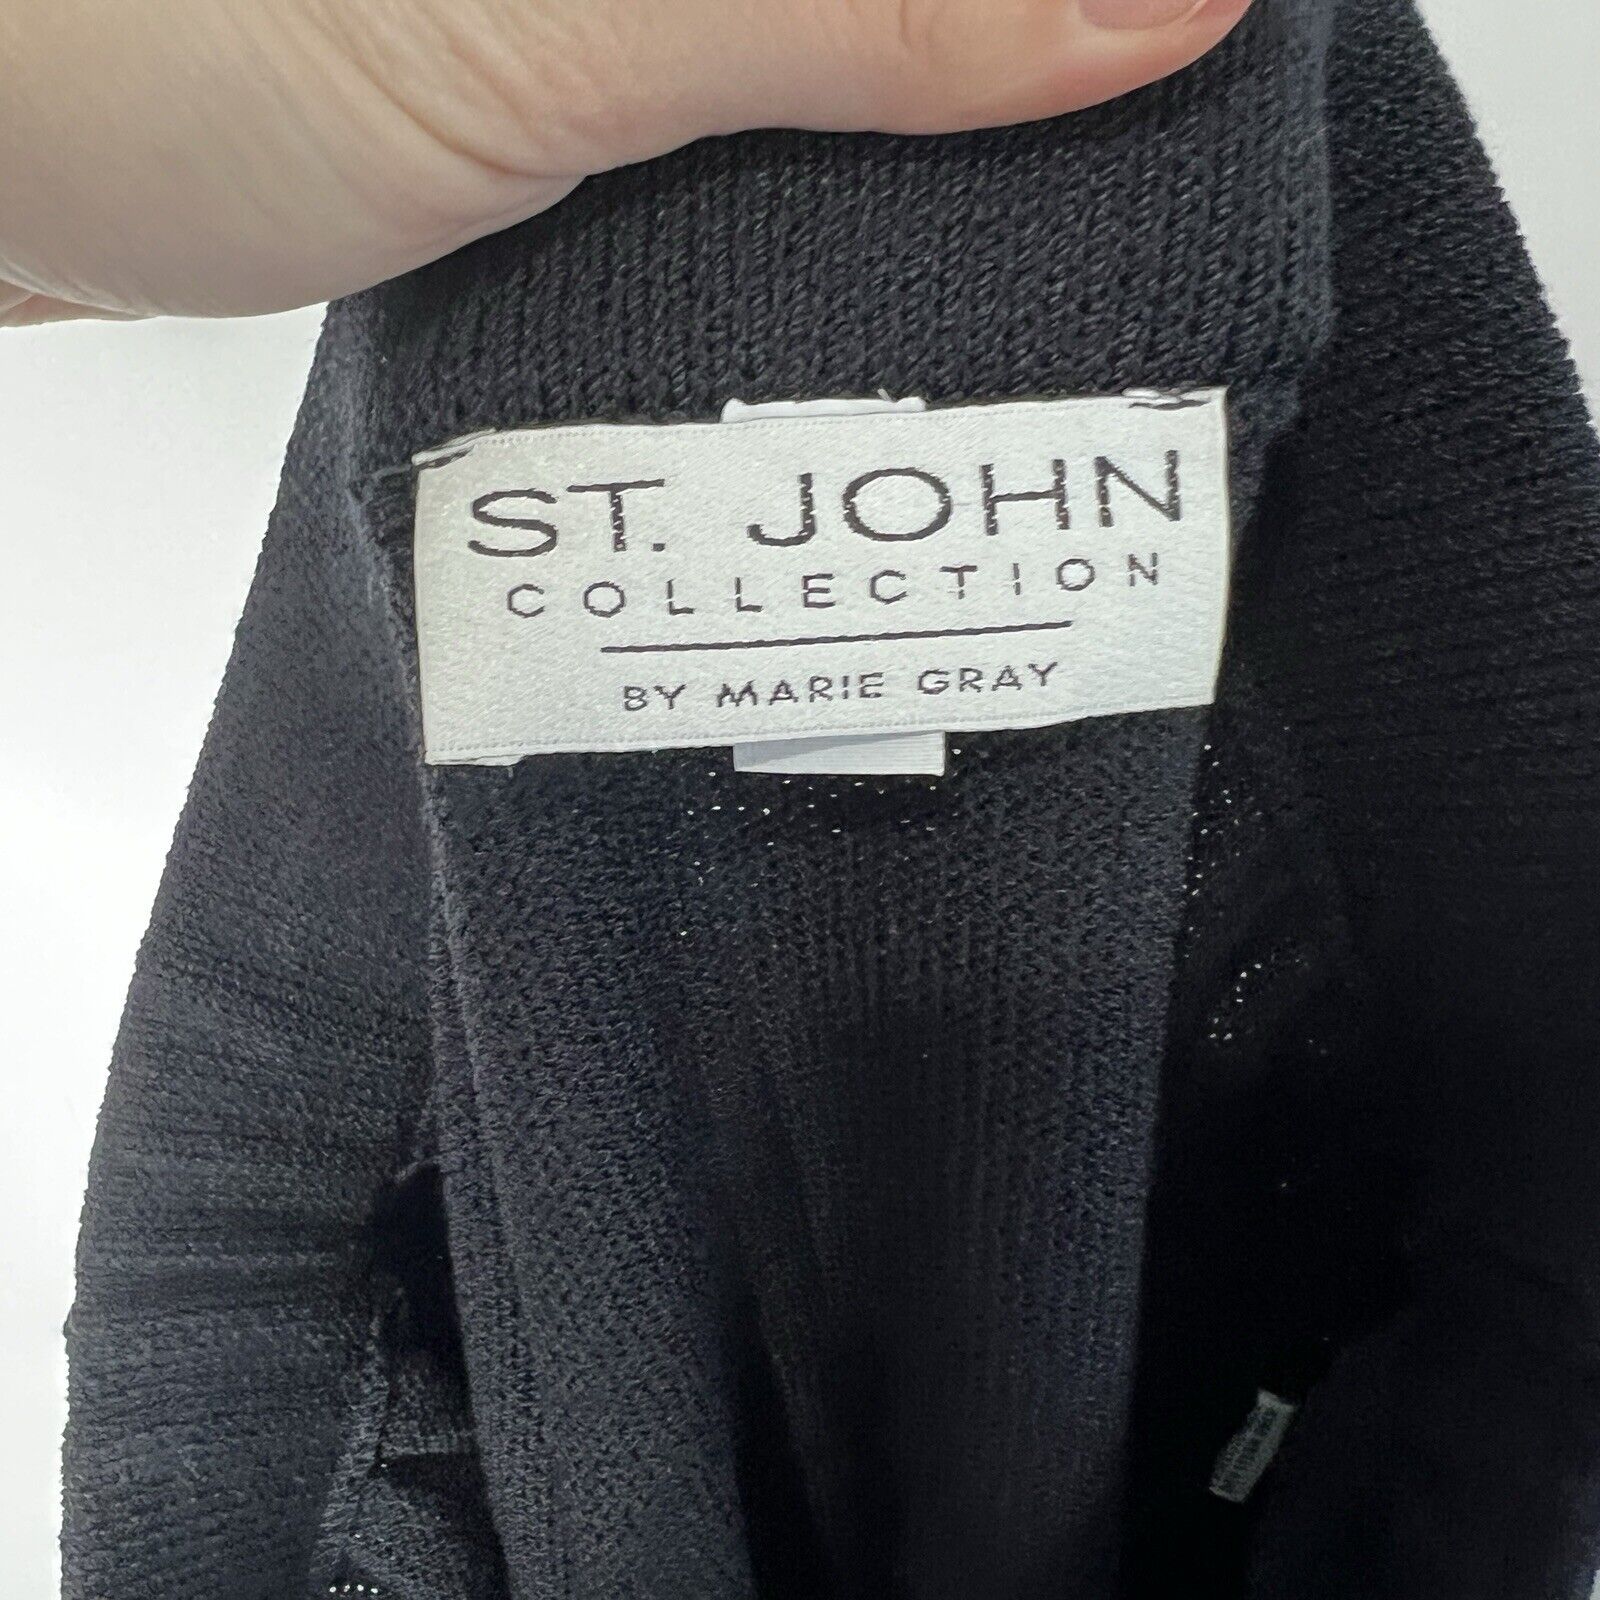 ST. JOHN
COLLECTION
BY MARIE GRAY